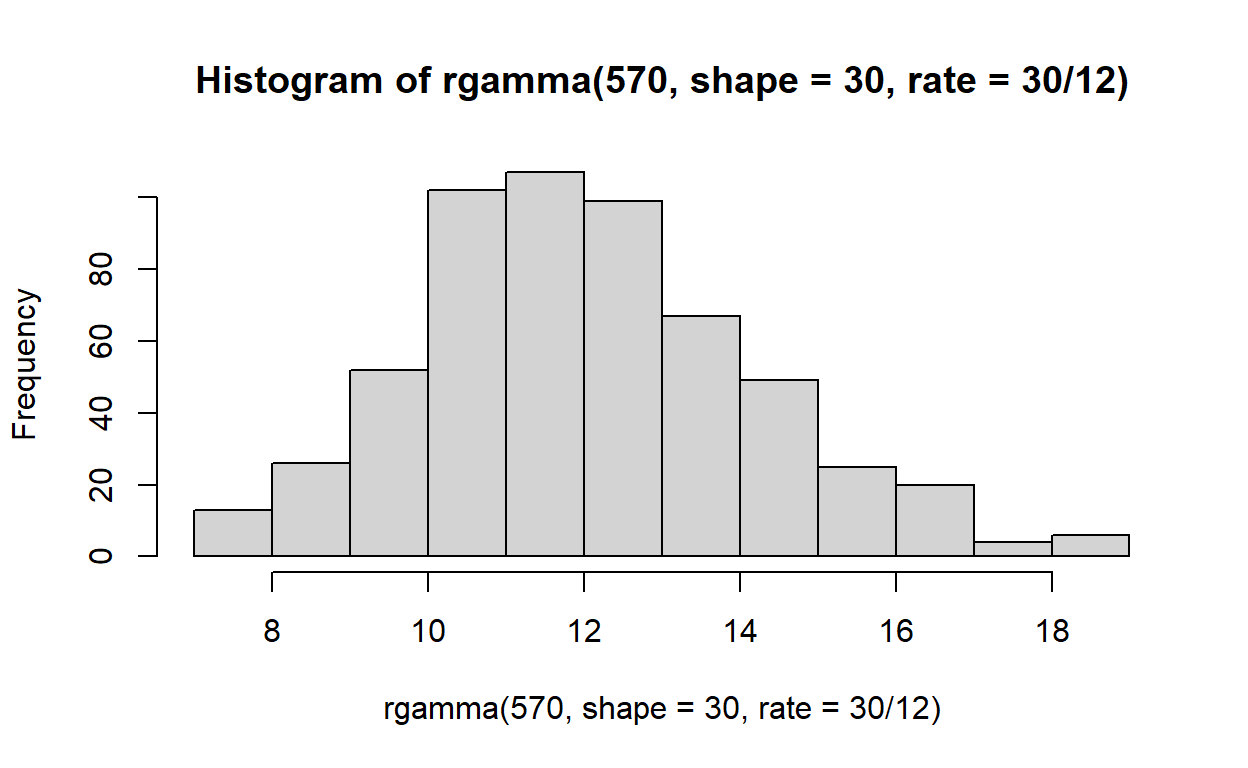 Histogram of rgamma(570, shape = 30, rate = 30/12)
Frequency
80
60
40
20
0
8 10 12 14 16 18
rgamma(570, shape = 30, rate = 30/12)